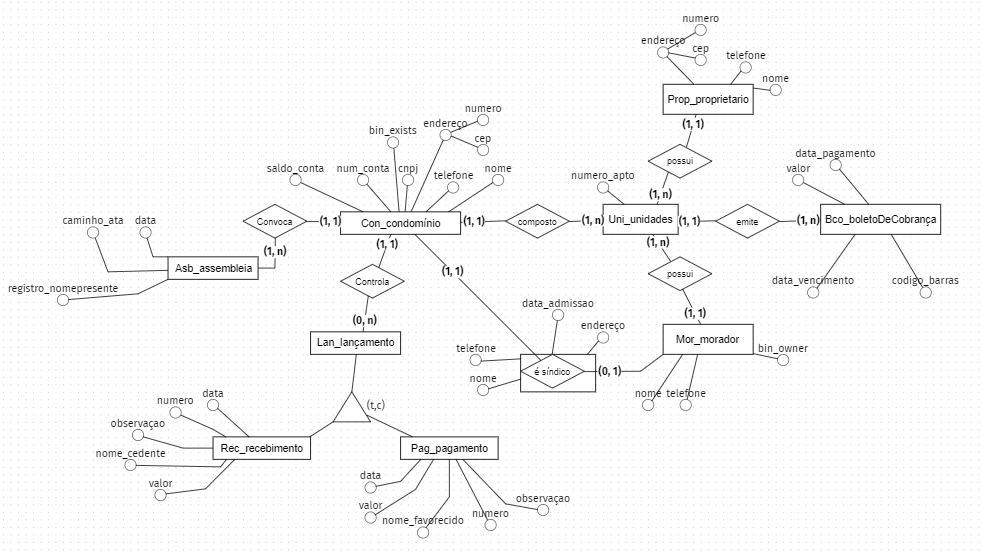 numero
endereço
cep
telefone
nome
Prop_proprietario
(1, 1)
possui
(1, n)
numero
endereço
bin_exists
cep
saldo_conta
num_conta
cnpj
telefone
nome
numero_apto
data_pagamento
valor
caminho_ata
data
Convoca
(1, 1)
Con_condomínio
(1, 1)
composto
(1, n)
Uni_unidades
(1, 1)
emite
(1, n)
Bco_boletoDeCobrança
(1, n)
(1, 1)
(1, n)
Asb_assembleia
registro_nomepresente
Controla
(1, 1)
possui
data_vencimento
codigo_barras
(0, n)
Lan_lançamento
data_admissao
endereço
(1, 1)
Mor_morador
bin_owner
telefone
nome
é síndico
(0, 1)
nome
telefone
(t,c)
data
numero
observaçao
nome_cedente
valor
Rec_recebimento
Pag_pagamento
data
valor
nome_favorecido
numero
observaçao